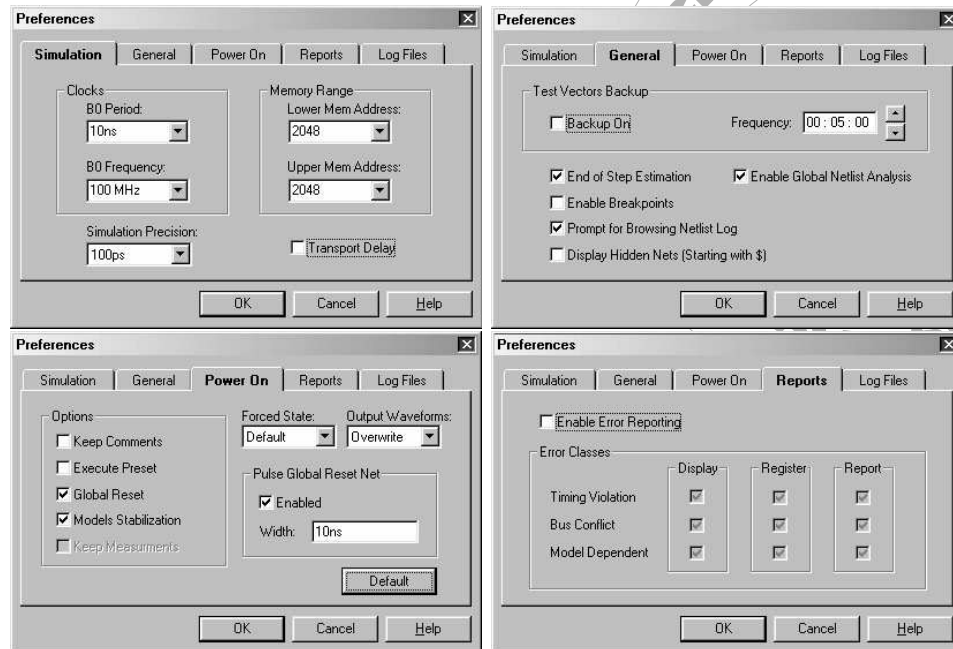 Preferences
Simulation General Power On Reports Log Files
Clocks
B0 Period:
10ns
B0 Frequency:
100 MHz
Simulation Precision:
100ps
Memory Range
Lower Mem Address:
2048
Upper Mem Address:
2048
Transport Delay
OK Cancel Help
Preferences
Simulation General Power On Reports Log Files
Test Vectors Backup
Backup On Frequency: 00 : 05 : 00
End of Step Estimation Enable Global Netlist Analysis
Enable Breakpoints
Prompt for Browsing Netlist Log
Display Hidden Nets (Starting with $)
OK Cancel Help
Preferences
Simulation General Power On Reports Log Files
Options
Keep Comments
Execute Preset
Global Reset
Models Stabilization
Keep Measurments
Forced State: Output Waveforms:
Default Overwrite
Pulse Global Reset Net
Enabled
Width: 10ns
Default
OK Cancel Help
Preferences
Simulation General Power On Reports Log Files
Enable Error Reporting
Error Classes
Display Register Report
Timing Violation
Bus Conflict
Model Dependent
OK Cancel Help